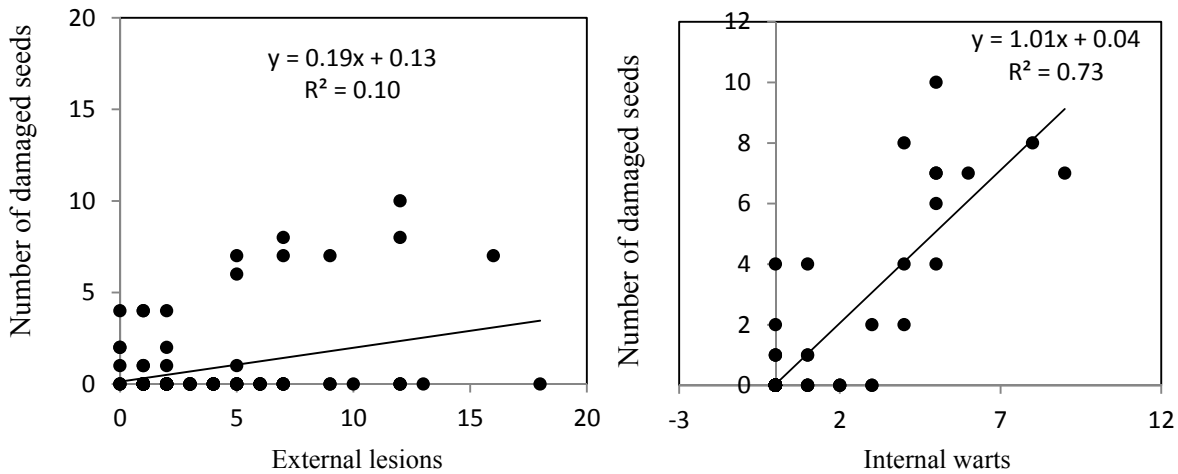 Number of damaged seeds
20
15
10
5
0
y = 0.19x + 0.13
R² = 0.10
0 5 10 15 20
External lesions
Number of damaged seeds
12
10
8
6
4
2
0
y = 1.01x + 0.04
R² = 0.73
-3 2 7 12
Internal warts